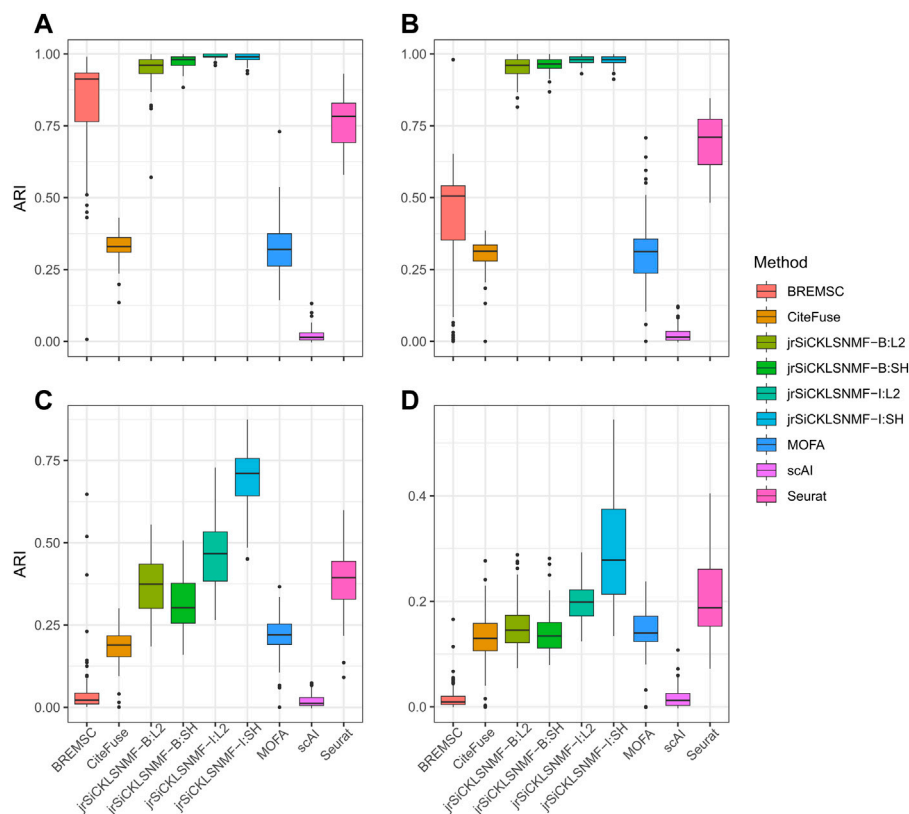 A
B
ARI
1.00
0.75
0.50
0.25
0.00
1.00
0.75
0.50
0.25
0.00
C
D
ARI
0.75
0.50
0.25
0.00
0.4
0.2
0.0
BREMSC
CiteFuse
jrSiCKLSNMF−B:L2
jrSiCKLSNMF−B:SH
jrSiCKLSNMF−I:L2
jrSiCKLSNMF−I:SH
MOFA
scAI
Seurat
BREMSC
CiteFuse
jrSiCKLSNMF−B:L2
jrSiCKLSNMF−B:SH
jrSiCKLSNMF−I:L2
jrSiCKLSNMF−I:SH
MOFA
scAI
Seurat
Method
BREMSC
CiteFuse
jrSiCKLSNMF−B:L2
jrSiCKLSNMF−B:SH
jrSiCKLSNMF−I:L2
jrSiCKLSNMF−I:SH
MOFA
scAI
Seurat